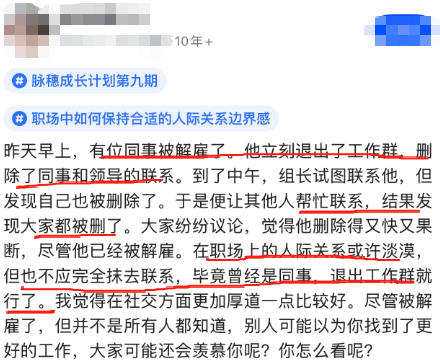 10年+
# 脉穗成长计划第九期
# 职场中如何保持合适的人际关系边界感
昨天早上，有位同事被解雇了。他立刻退出了工作群，删
除了同事和领导的联系。到了中午，组长试图联系他，但
发现自己也被删除了。于是便让其他人帮忙联系，结果发
现大家都被删了。大家纷纷议论，觉得他删除得又快又果
断，尽管他已经被解雇。在职场上的人际关系或许淡漠，
但也不应完全抹去联系，毕竟曾经是同事，退出工作群就
行了。我觉得在社交方面更加厚道一点比较好。尽管被解
雇了，但并不是所有人都知道，别人可能以为你找到了更
好的工作，大家可能还会羡慕你呢？你怎么看呢？